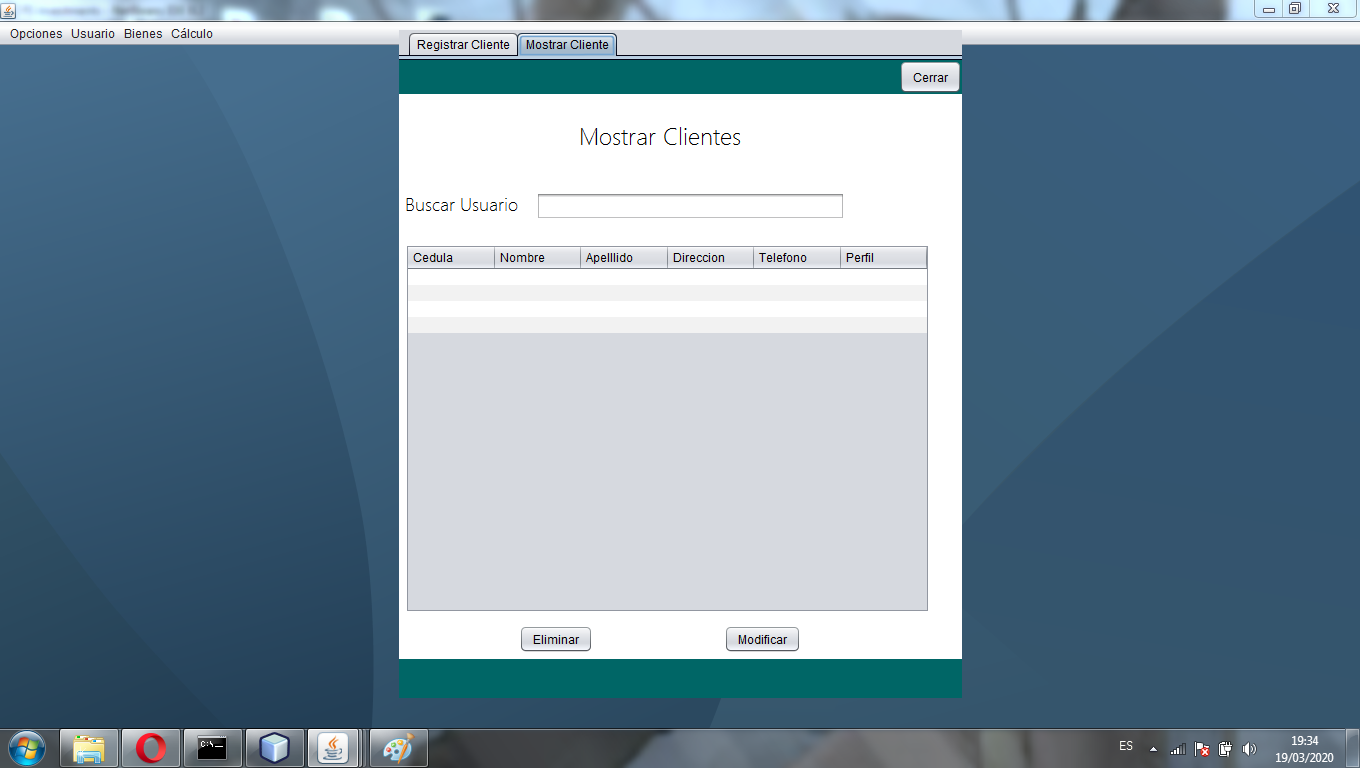 Opciones Usuario Bienes Cálculo
Registrar Cliente Mostrar Cliente
Cerrar
Mostrar Clientes
Buscar Usuario
Cedula Nombre Apelllido Direccion Telefono Perfil
Eliminar Modificar
C:\_
ES
19:34
19/03/2020